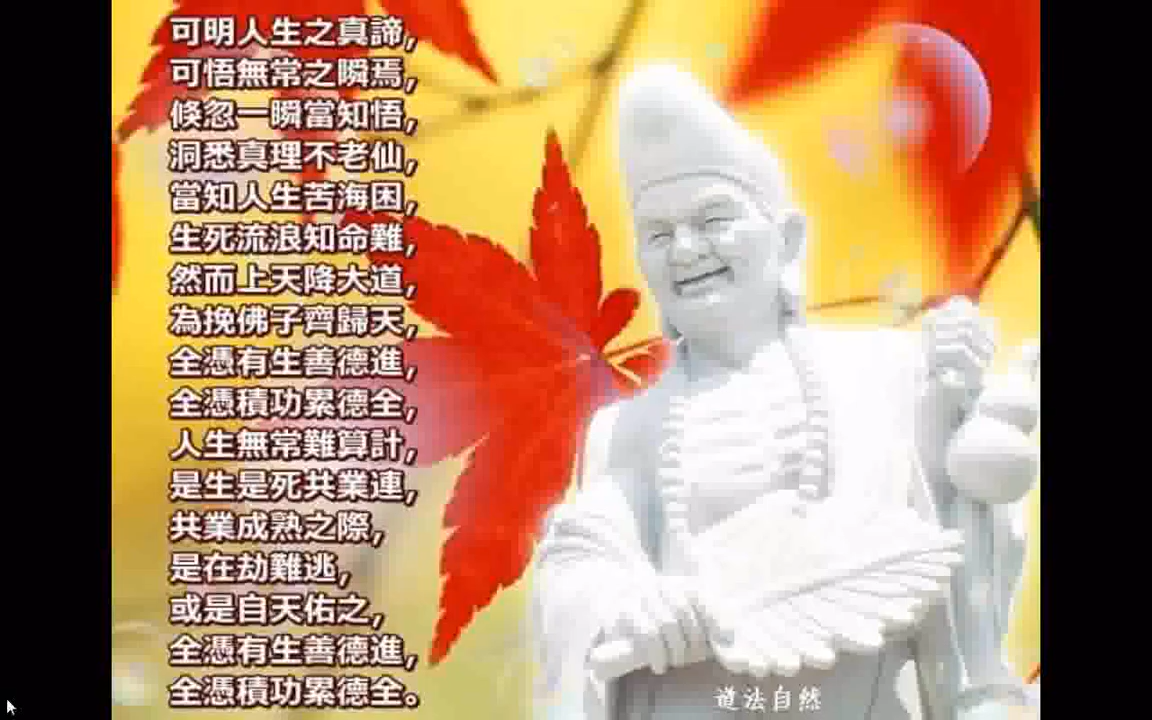 可明人生之真諦,
可悟無常之瞬焉,
倏忽一瞬當知悟,
洞悉真理不老仙,
當知人生苦海困,
生死流浪知命難,
然而上天降大道,
為挽佛子齊歸天,
全憑有生善德進,
全憑積功累德全,
人生無常難算計,
是生是死共業連,
共業成熟之際,
是在劫難逃,
或是自天佑之,
全憑有生善德進,
全憑積功累德全。
道法自然